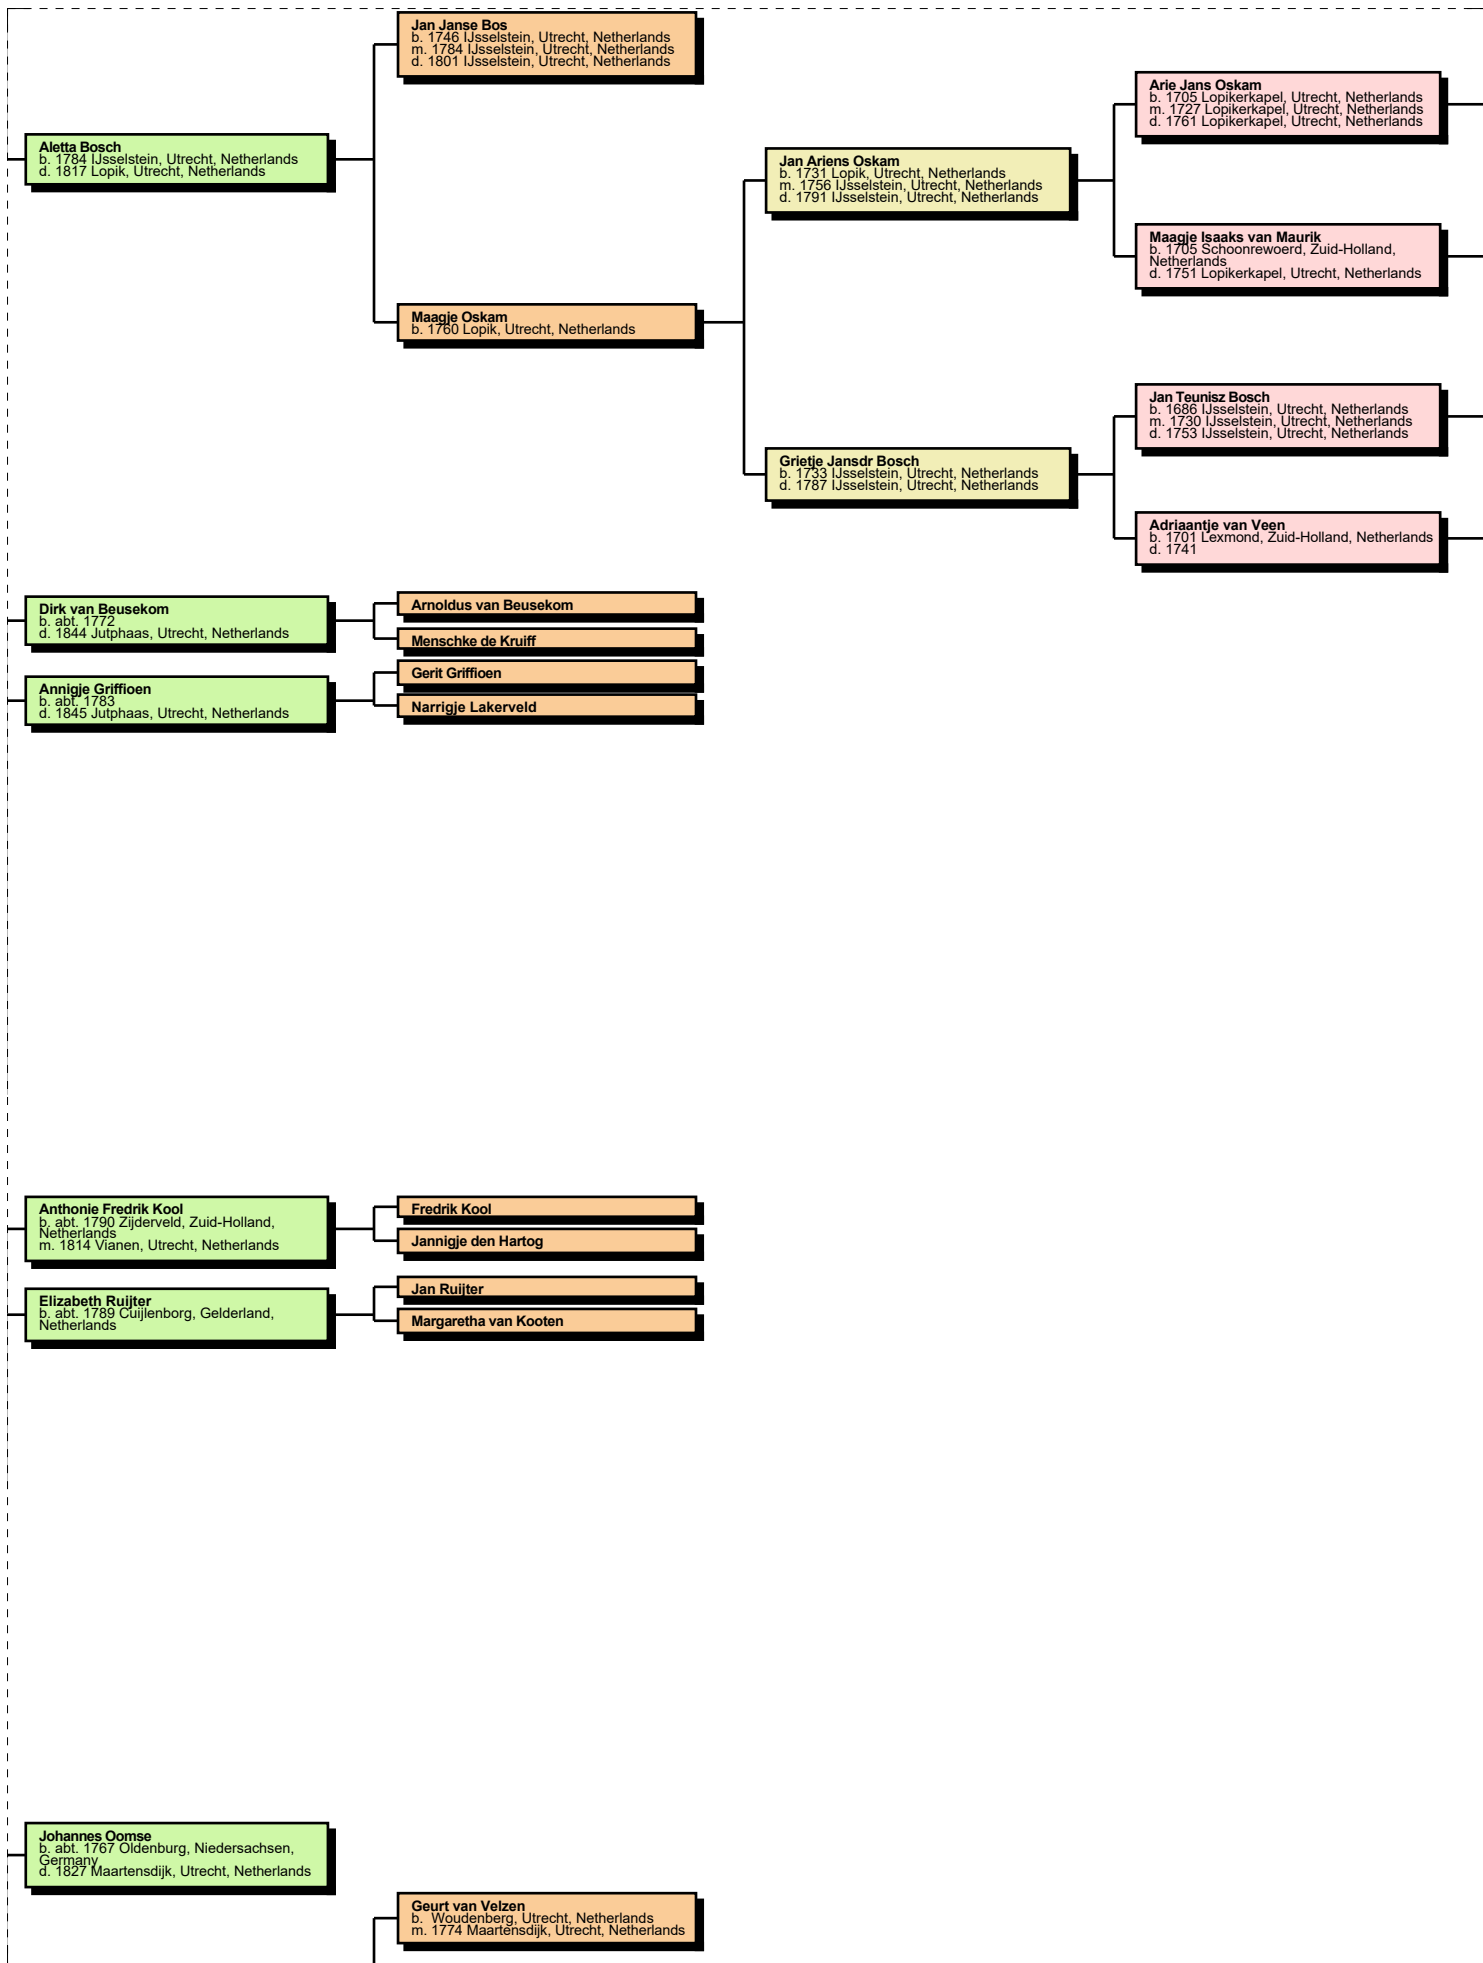 Jan Janse Bos
b. 1746 IJsselstein, Utrecht, Netherlands
m. 1784 IJsselstein, Utrecht, Netherlands
d. 1801 IJsselstein, Utrecht, Netherlands
Arie Jans Oskam
b. 1705 Lopikerkapel, Utrecht, Netherlands
m. 1727 Lopikerkapel, Utrecht, Netherlands
d. 1761 Lopikerkapel, Utrecht, Netherlands
Aletta Bosch
b. 1784 IJsselstein, Utrecht, Netherlands
d. 1817 Lopik, Utrecht, Netherlands
Jan Ariens Oskam
b. 1731 Lopik, Utrecht, Netherlands
m. 1756 IJsselstein, Utrecht, Netherlands
d. 1791 IJsselstein, Utrecht, Netherlands
Maagje Isaaks van Maurik
b. 1705 Schoonrewoerd, Zuid-Holland,
Netherlands
d. 1751 Lopikerkapel, Utrecht, Netherlands
Maagje Oskam
b. 1760 Lopik, Utrecht, Netherlands
Jan Teunisz Bosch
b. 1686 IJsselstein, Utrecht, Netherlands
m. 1730 IJsselstein, Utrecht, Netherlands
d. 1753 IJsselstein, Utrecht, Netherlands
Grietje Jansdr Bosch
b. 1733 IJsselstein, Utrecht, Netherlands
d. 1787 IJsselstein, Utrecht, Netherlands
Adriaantje van Veen
b. 1701 Lexmond, Zuid-Holland, Netherlands
d. 1741
Dirk van Beusekom
b. abt. 1772
d. 1844 Jutphaas, Utrecht, Netherlands
Arnoldus van Beusekom
Menschke de Kruiff
Annigje Griffioen
b. abt. 1783
d. 1845 Jutphaas, Utrecht, Netherlands
Gerit Griffioen
Narrigje Lakerveld
Anthonie Fredrik Kool
b. abt. 1790 Zijderveld, Zuid-Holland,
Netherlands
m. 1814 Vianen, Utrecht, Netherlands
Fredrik Kool
Jannigje den Hartog
Elizabeth Ruijter
b. abt. 1789 Cuijlenborg, Gelderland,
Netherlands
Jan Ruijter
Margaretha van Kooten
Johannes Oomse
b. abt. 1767 Oldenburg, Niedersachsen,
Germany
d. 1827 Maartensdijk, Utrecht, Netherlands
Geurt van Velzen
b.  Woudenberg, Utrecht, Netherlands
m. 1774 Maartensdijk, Utrecht, Netherlands